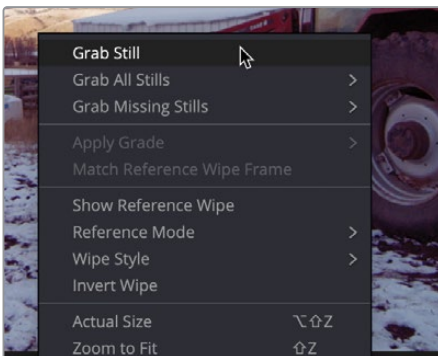 Grab Still
Grab All Stills >
Grab Missing Stills >
Apply Grade >
Match Reference Wipe Frame
Show Reference Wipe
Reference Mode >
Wipe Style >
Invert Wipe
Actual Size ⌥⇧Z
Zoom to Fit ⇧Z